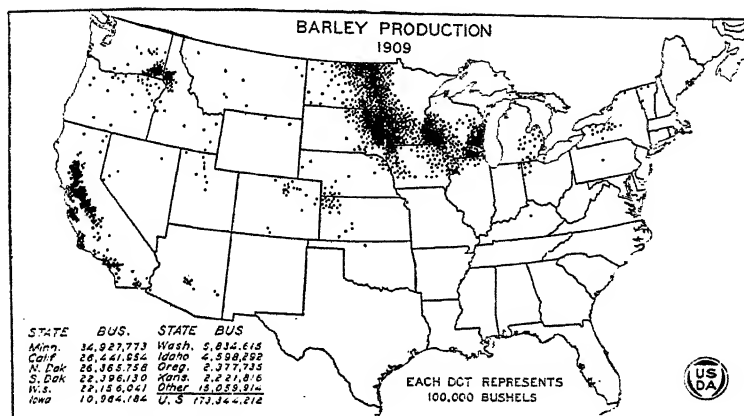 BARLEY PRODUCTION
1909
STATE BUS. STATE BUS
Minn. 34,927,773 Wash. 5,834,615
Calif 26,441,954 Idaho 4,598,292
N. Dak 26,365,758 Oreg. 2,377,735
S. Dak 22,396,130 Kans. 2,221,816
W.s. 22,156,041 Other 15,059,914
Iowa 10,964,184 U.S 173,344,212
EACH DOT REPRESENTS
100,000 BUSHELS
US
DA